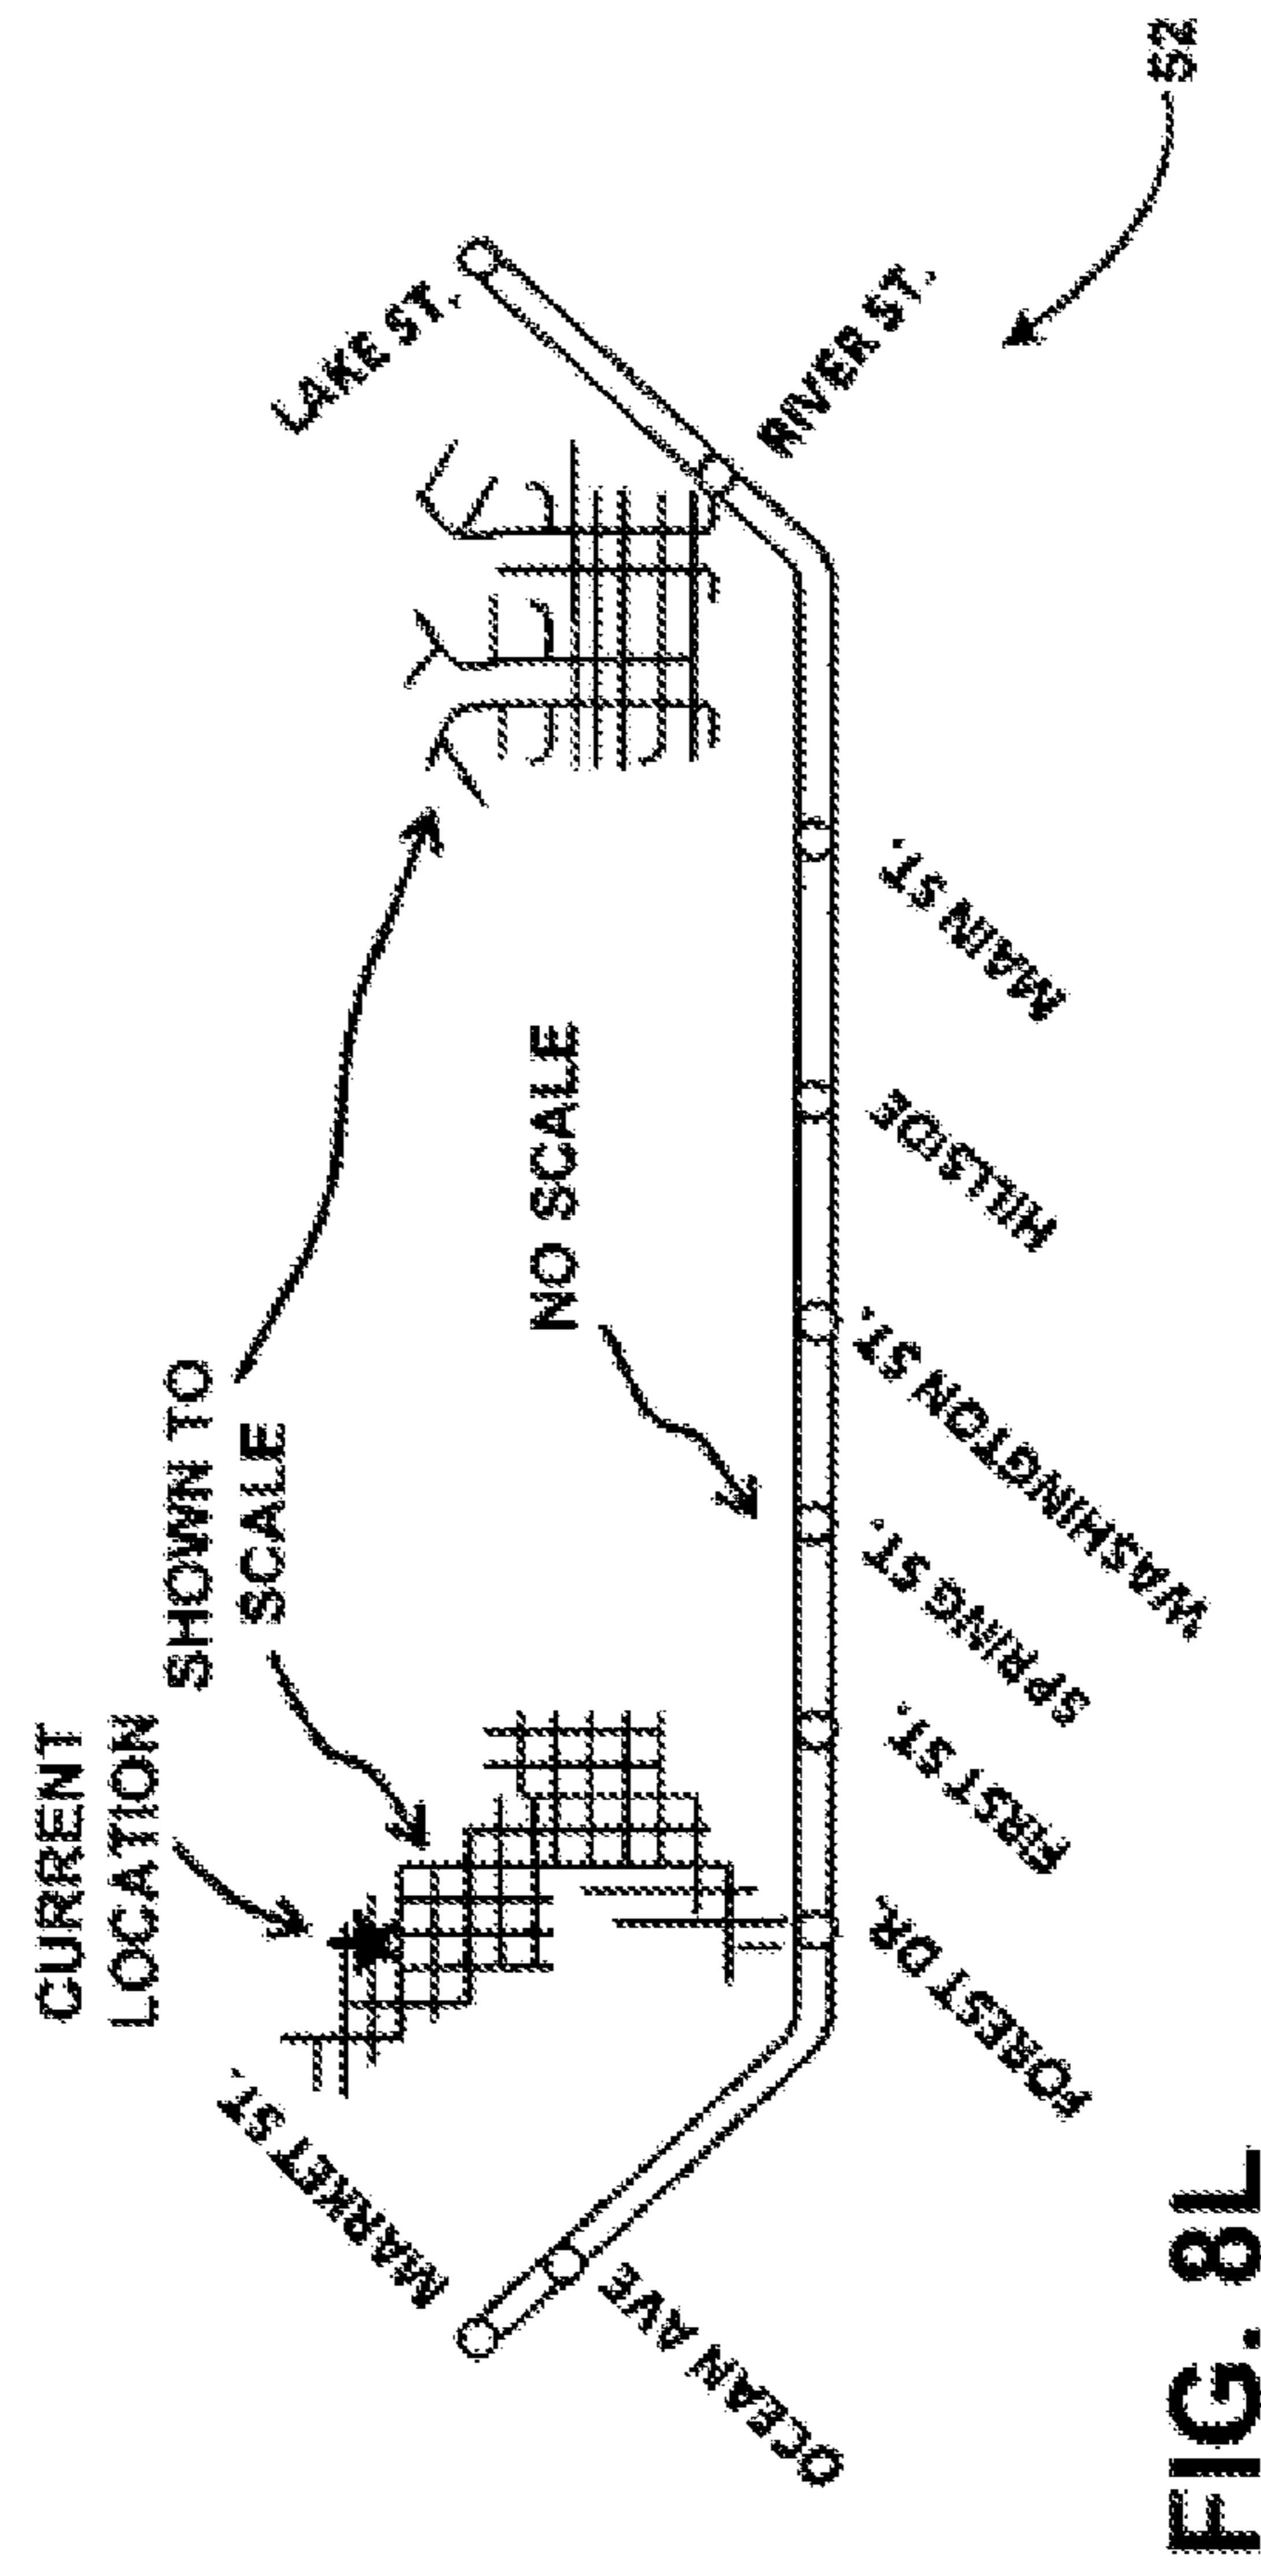 CURRENT
LOCATION
SHOWN TO
SCALE
NO SCALE
MARKET ST.
OCEAN AVE
FOREST DR.
FIRST ST.
SPRING ST.
WASHINGTON ST.
HILLSIDE
MAIN ST.
RIVER ST.
LAKE ST.
52
FIG. 8L